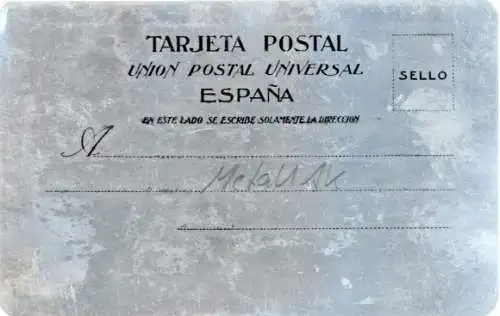 TARJETA POSTAL
UNION POSTAL UNIVERSAL
ESPAÑA
SELLO
EN ESTE LADO SE ESCRIBE SOLAMENTE LA DIRECCION
A